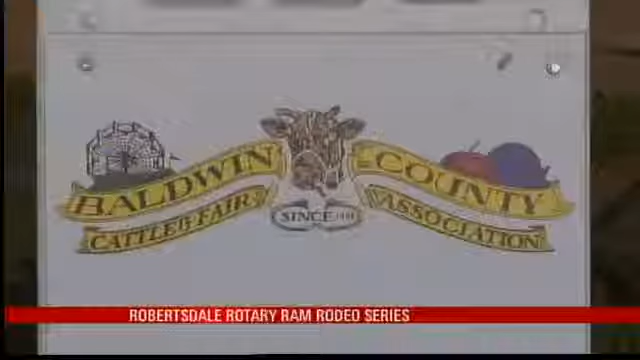 BALDWIN COUNTY
CATTLE & FAIR ASSOCIATION
SINCE
ROBERTSDALE ROTARY RAM RODEO SERIES